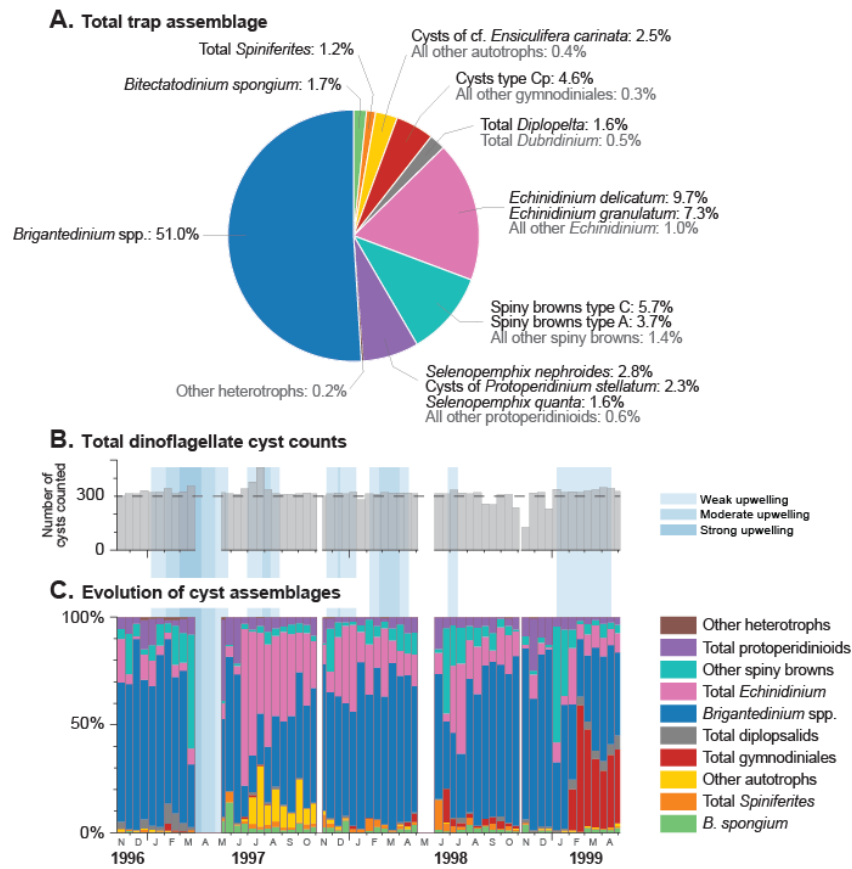 A. Total trap assemblage
Cysts of cf. Ensiculifera carinata: 2.5%
All other autotrophs: 0.4%
Total Spiniferites: 1.2%
Cysts type Cp: 4.6%
All other gymnodiniales: 0.3%
Bitectatodinium spongium: 1.7%
Total Diplopelta: 1.6%
Total Dubridinium: 0.5%
Echinidinium delicatum: 9.7%
Echinidinium granulatum: 7.3%
All other Echinidinium: 1.0%
Brigantedinium spp.: 51.0%
Spiny browns type C: 5.7%
Spiny browns type A: 3.7%
All other spiny browns: 1.4%
Selenopemphix nephroides: 2.8%
Cysts of Protoperidinium stellatum: 2.3%
Selenopemphix quanta: 1.6%
All other protoperidinioids: 0.6%
Other heterotrophs: 0.2%
B. Total dinoflagellate cyst counts
Number of
cysts counted
300
0
Weak upwelling
Moderate upwelling
Strong upwelling
C. Evolution of cyst assemblages
100%
50%
0%
Other heterotrophs
Total protoperidinioids
Other spiny browns
Total Echinidinium
Brigantedinium spp.
Total diplopsalids
Total gymnodiniales
Other autotrophs
Total Spiniferites
B. spongium
N D J F M A M J J A S O N D J F M A M J J A S O N D J F M A
1996 1997 1998 1999